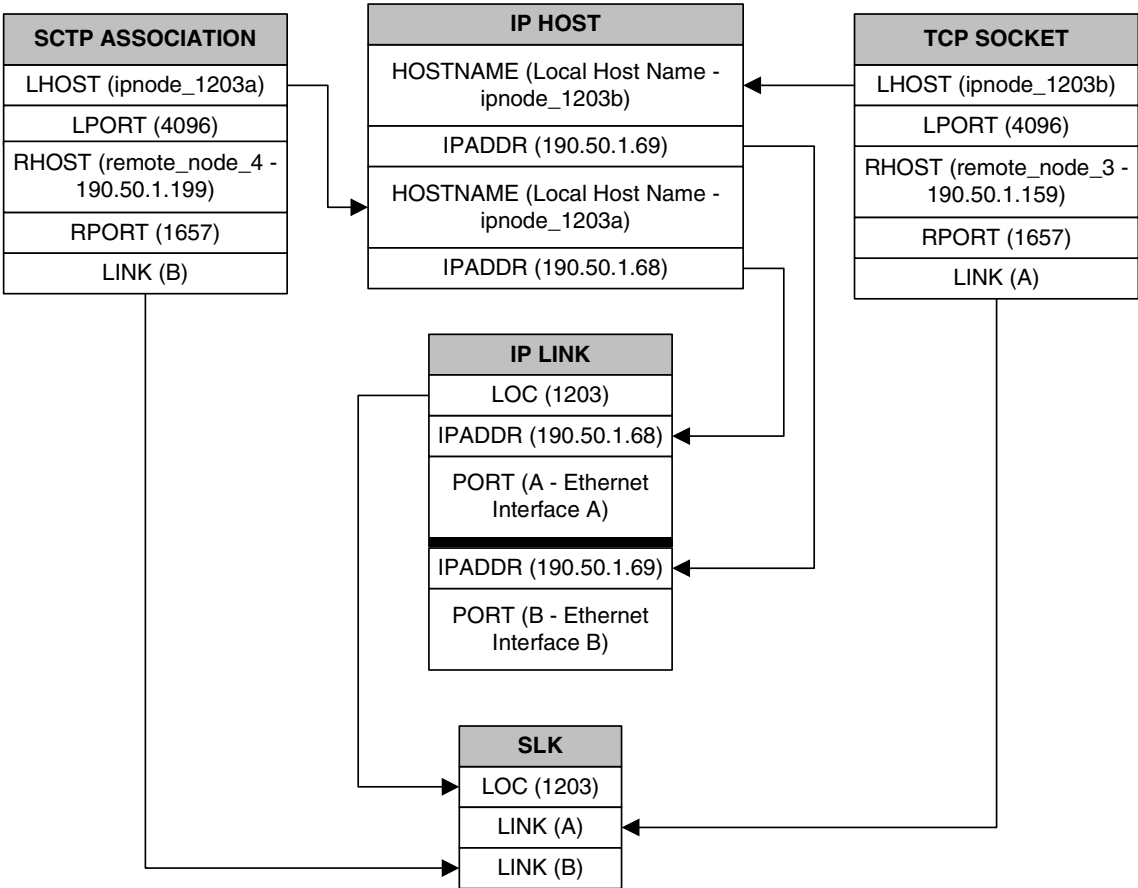 SCTP ASSOCIATION
LHOST (ipnode_1203a)
LPORT (4096)
RHOST (remote_node_4 -
190.50.1.199)
RPORT (1657)
LINK (B)
IP HOST
HOSTNAME (Local Host Name -
ipnode_1203b)
IPADDR (190.50.1.69)
HOSTNAME (Local Host Name -
ipnode_1203a)
IPADDR (190.50.1.68)
TCP SOCKET
LHOST (ipnode_1203b)
LPORT (4096)
RHOST (remote_node_3 -
190.50.1.159)
RPORT (1657)
LINK (A)
IP LINK
LOC (1203)
IPADDR (190.50.1.68)
PORT (A - Ethernet
Interface A)
IPADDR (190.50.1.69)
PORT (B - Ethernet
Interface B)
SLK
LOC (1203)
LINK (A)
LINK (B)